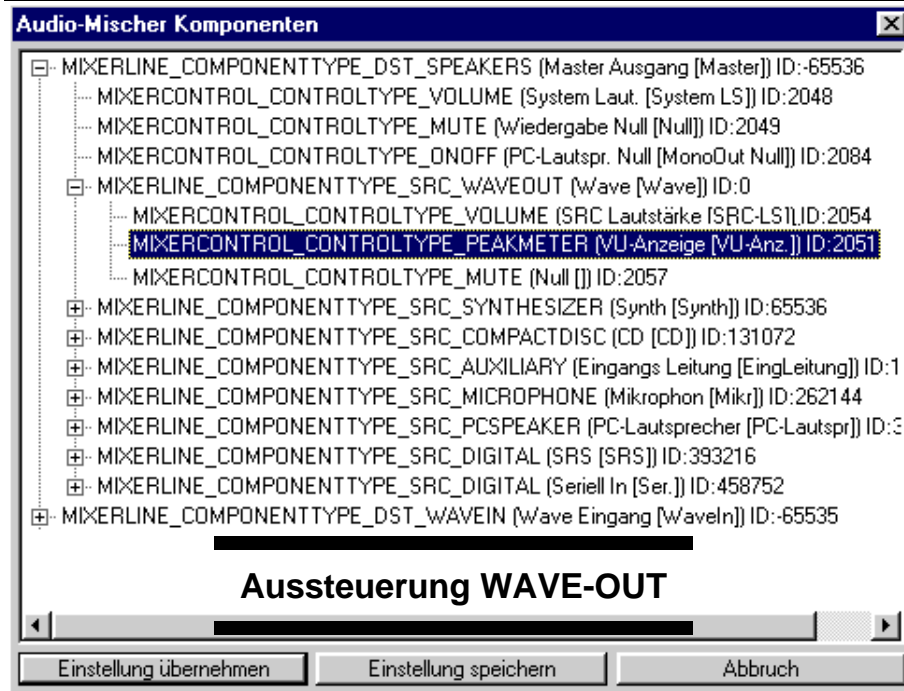 Audio-Mischer Komponenten
MIXERLINE_COMPONENTTYPE_DST_SPEAKERS (Master Ausgang [Master]) ID:-65536
MIXERCONTROL_CONTROLTYPE_VOLUME (System Laut. [System LS]) ID:2048
MIXERCONTROL_CONTROLTYPE_MUTE (Wiedergabe Null [Null]) ID:2049
MIXERCONTROL_CONTROLTYPE_ONOFF (PC-Lautspr. Null [MonoOut Null]) ID:2084
MIXERLINE_COMPONENTTYPE_SRC_WAVEOUT (Wave [Wave]) ID:0
MIXERCONTROL_CONTROLTYPE_VOLUME (SRC Lautstärke [SRC-LS]) ID:2054
MIXERCONTROL_CONTROLTYPE_PEAKMETER (VU-Anzeige [VU-Anz.]) ID:2051
MIXERCONTROL_CONTROLTYPE_MUTE (Null []) ID:2057
MIXERLINE_COMPONENTTYPE_SRC_SYNTHESIZER (Synth [Synth]) ID:65536
MIXERLINE_COMPONENTTYPE_SRC_COMPACTDISC (CD [CD]) ID:131072
MIXERLINE_COMPONENTTYPE_SRC_AUXILIARY (Eingangs Leitung [EingLeitung]) ID:1
MIXERLINE_COMPONENTTYPE_SRC_MICROPHONE (Mikrophon [Mikr]) ID:262144
MIXERLINE_COMPONENTTYPE_SRC_PCSPEAKER (PC-Lautsprecher [PC-Lautspr]) ID:3
MIXERLINE_COMPONENTTYPE_SRC_DIGITAL (SRS [SRS]) ID:393216
MIXERLINE_COMPONENTTYPE_SRC_DIGITAL (Seriell In [Ser.]) ID:458752
MIXERLINE_COMPONENTTYPE_DST_WAVEIN (Wave Eingang [WaveIn]) ID:-65535
Aussteuerung WAVE-OUT
Einstellung übernehmen
Einstellung speichern
Abbruch